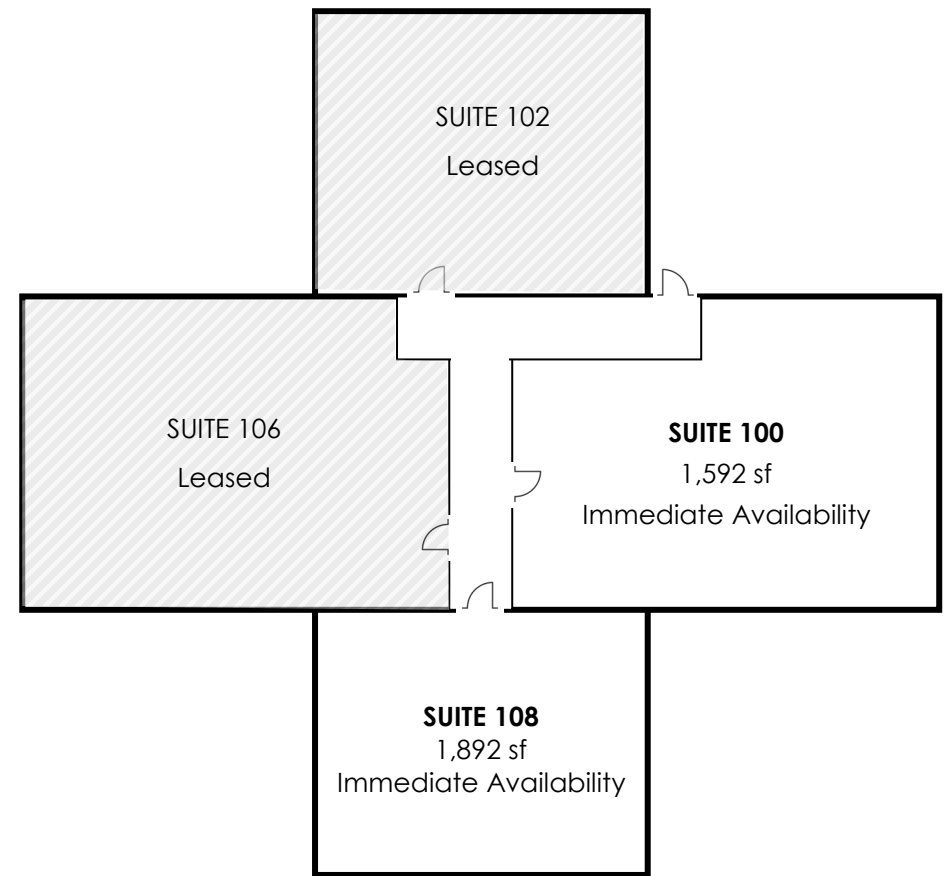 SUITE 102
Leased
SUITE 106
Leased
SUITE 100
1,592 sf
Immediate Availability
SUITE 108
1,892 sf
Immediate Availability